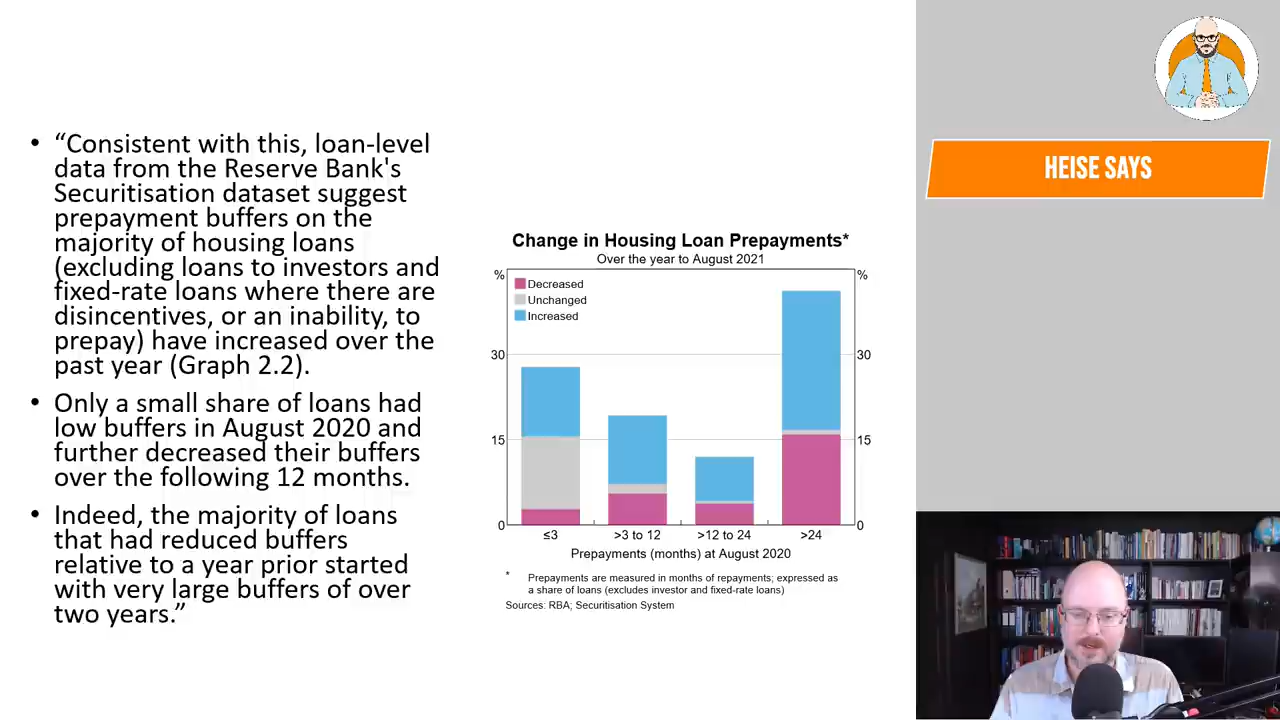 • “Consistent with this, loan-level
data from the Reserve Bank's
Securitisation dataset suggest
prepayment buffers on the
majority of housing loans
(excluding loans to investors and
fixed-rate loans where there are
disincentives, or an inability, to
prepay) have increased over the
past year (Graph 2.2).
• Only a small share of loans had
low buffers in August 2020 and
further decreased their buffers
over the following 12 months.
• Indeed, the majority of loans
that had reduced buffers
relative to a year prior started
with very large buffers of over
two years.”
Change in Housing Loan Prepayments*
Over the year to August 2021
% %
Decreased
Unchanged
Increased
30 30
15 15
0 0
≤3 >3 to 12 >12 to 24 >24
Prepayments (months) at August 2020
* Prepayments are measured in months of repayments; expressed as
a share of loans (excludes investor and fixed-rate loans)
Sources: RBA; Securitisation System
HEISE SAYS